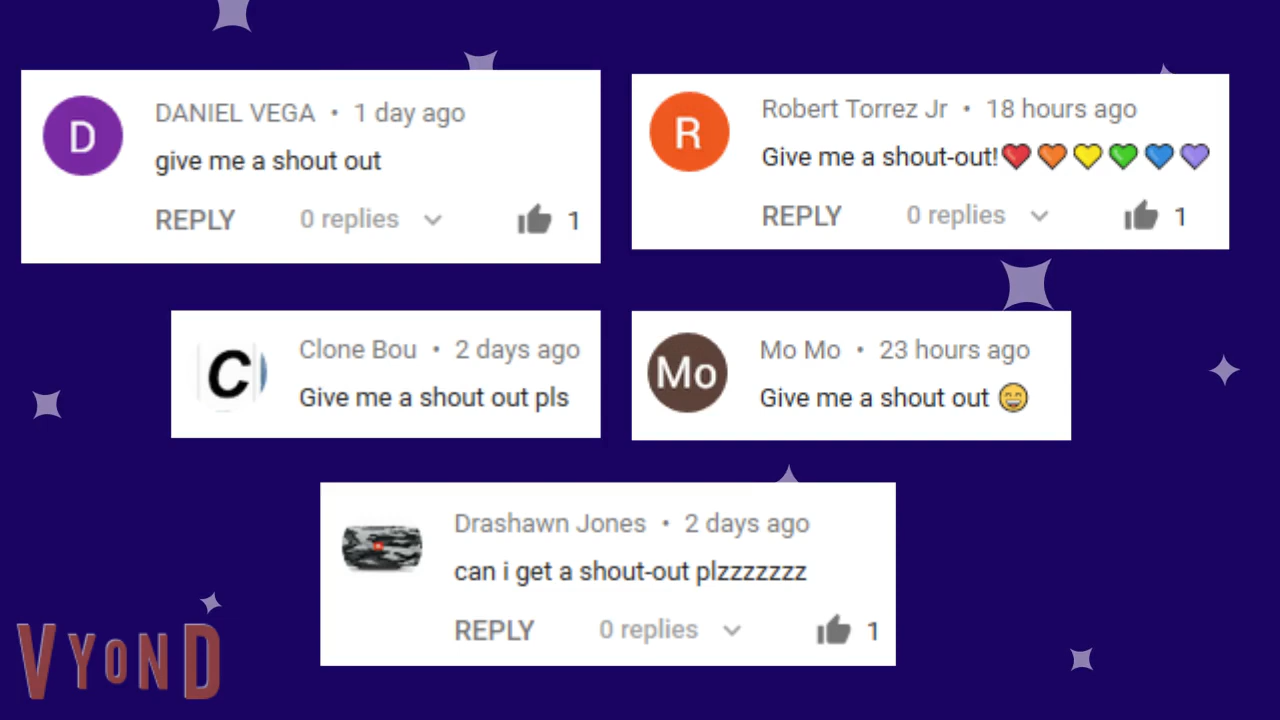 D
DANIEL VEGA • 1 day ago
give me a shout out
REPLY 0 replies 1
R
Robert Torrez Jr • 18 hours ago
Give me a shout-out!❤️🧡💛💚💙💜
REPLY 0 replies 1
C
Clone Bou • 2 days ago
Give me a shout out pls
Mo
Mo Mo • 23 hours ago
Give me a shout out 😁
Drashawn Jones • 2 days ago
can i get a shout-out plzzzzzzz
REPLY 0 replies 1
VYOND